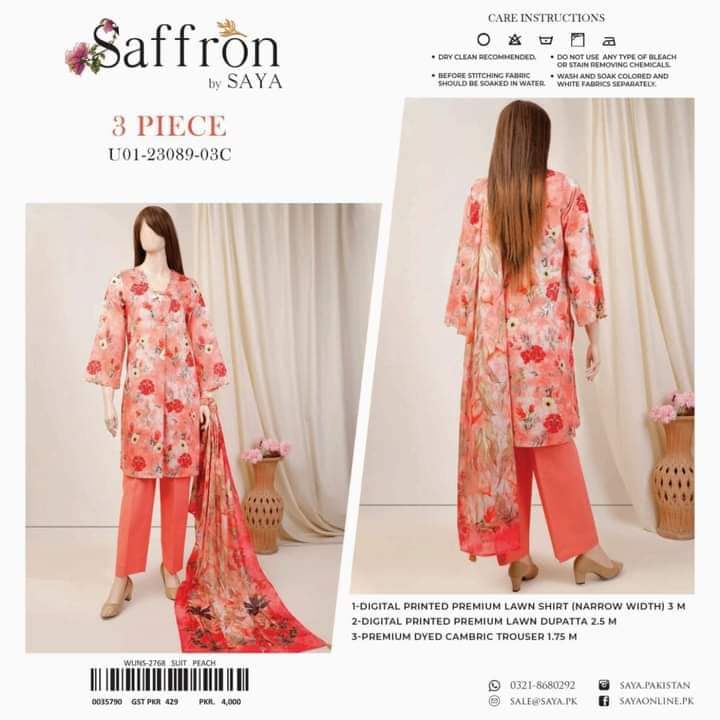 Saffron
by SAYA
3 PIECE
U01-23089-03C
CARE INSTRUCTIONS
• DRY CLEAN RECOMMENDED.
• BEFORE STITCHING FABRIC
SHOULD BE SOAKED IN WATER.
• DO NOT USE ANY TYPE OF BLEACH
OR STAIN REMOVING CHEMICALS.
• WASH AND SOAK COLORED AND
WHITE FABRICS SEPARATELY.
1-DIGITAL PRINTED PREMIUM LAWN SHIRT (NARROW WIDTH) 3 M
2-DIGITAL PRINTED PREMIUM LAWN DUPATTA 2.5 M
3-PREMIUM DYED CAMBRIC TROUSER 1.75 M
WUNS-2768 SUIT PEACH
0035790 GST PKR 429 PKR. 4,000
0321-8680292 SAYA.PAKISTAN
SALE@SAYA.PK SAYAONLINE.PK